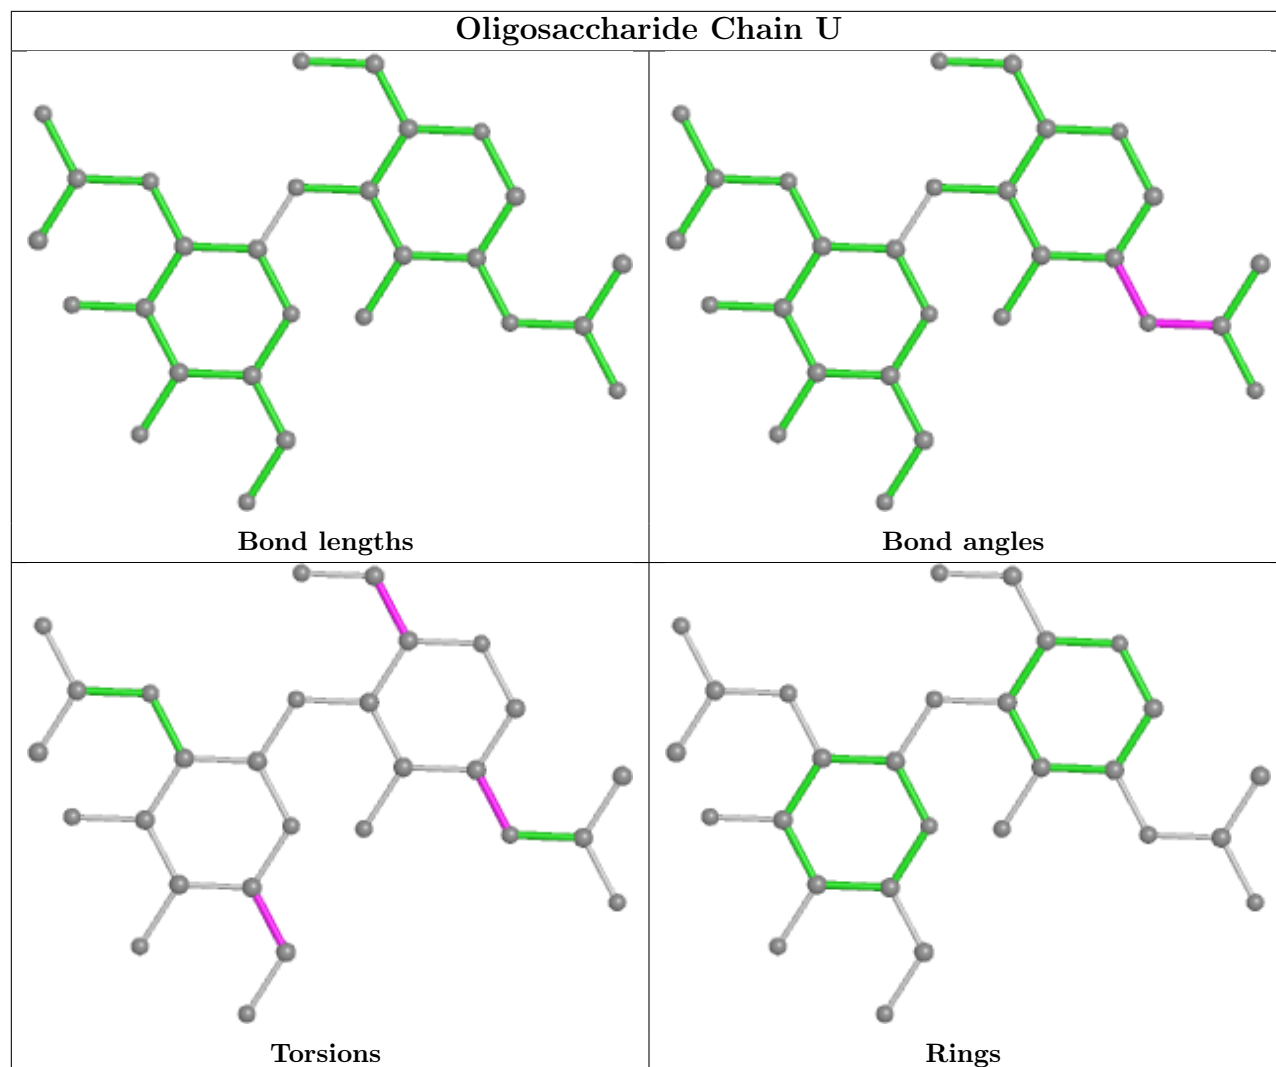 Oligosaccharide Chain U
Bond lengths
Bond angles
Torsions
Rings